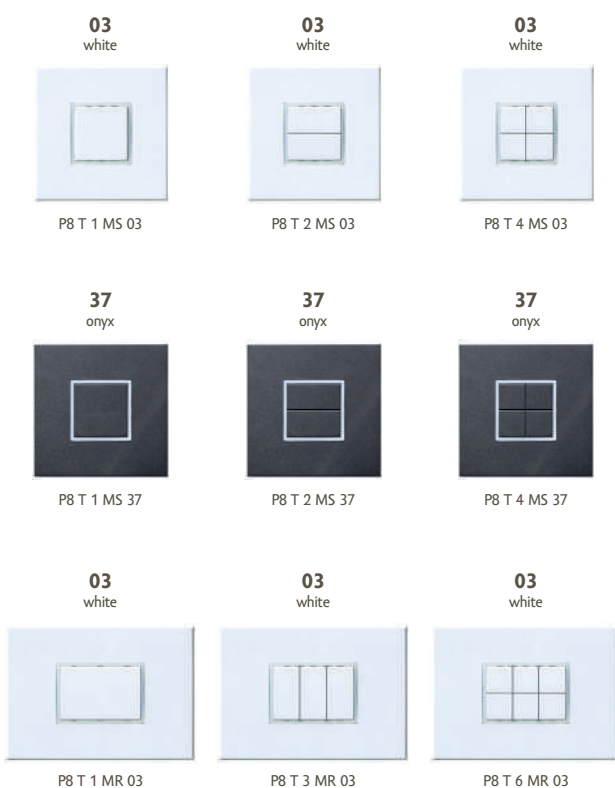 03
white
03
white
03
white
P8 T 1 MS 03
P8 T 2 MS 03
P8 T 4 MS 03
37
onyx
37
onyx
37
onyx
P8 T 1 MS 37
P8 T 2 MS 37
P8 T 4 MS 37
03
white
03
white
03
white
P8 T 1 MR 03
P8 T 3 MR 03
P8 T 6 MR 03